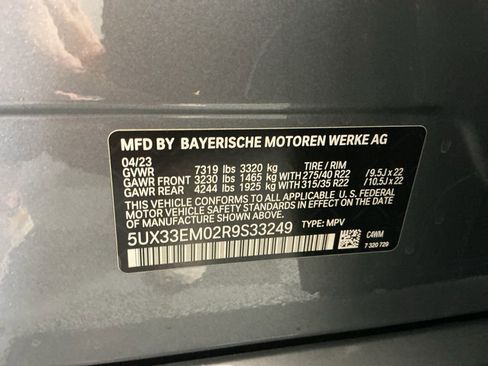 MFD BY BAYERISCHE MOTOREN WERKE AG
04/23
GVWR 7319 lbs 3320 kg TIRE / RIM
GAWR FRONT 3230 lbs 1465 kg WITH 275/40 R22 /9.5J x 22
GAWR REAR 4244 lbs 1925 kg WITH 315/35 R22 /10.5J x 22
THIS VEHICLE CONFORMS TO ALL APPLICABLE U. S. FEDERAL
MOTOR VEHICLE SAFETY STANDARDS IN EFFECT ON THE
DATE OF MANUFACTURE SHOWN ABOVE.
5UX33EM02R9S33249 TYPE: MPV
C4WM
7 320 729